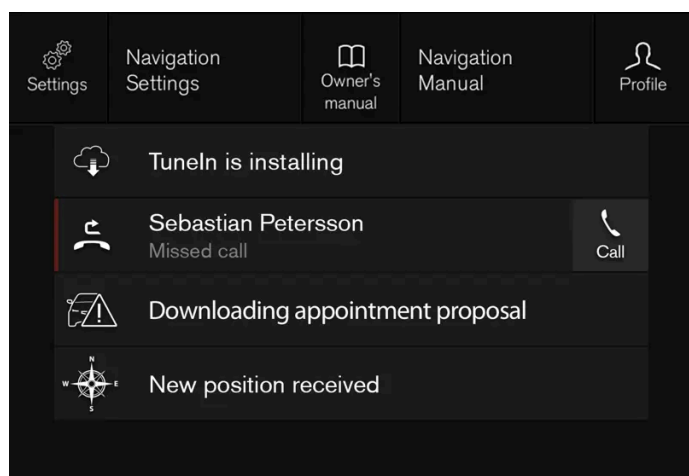 Settings
Navigation
Settings
Owner's
manual
Navigation
Manual
Profile
TuneIn is installing
Sebastian Petersson
Missed call
Call
Downloading appointment proposal
N
W
E
S
New position received